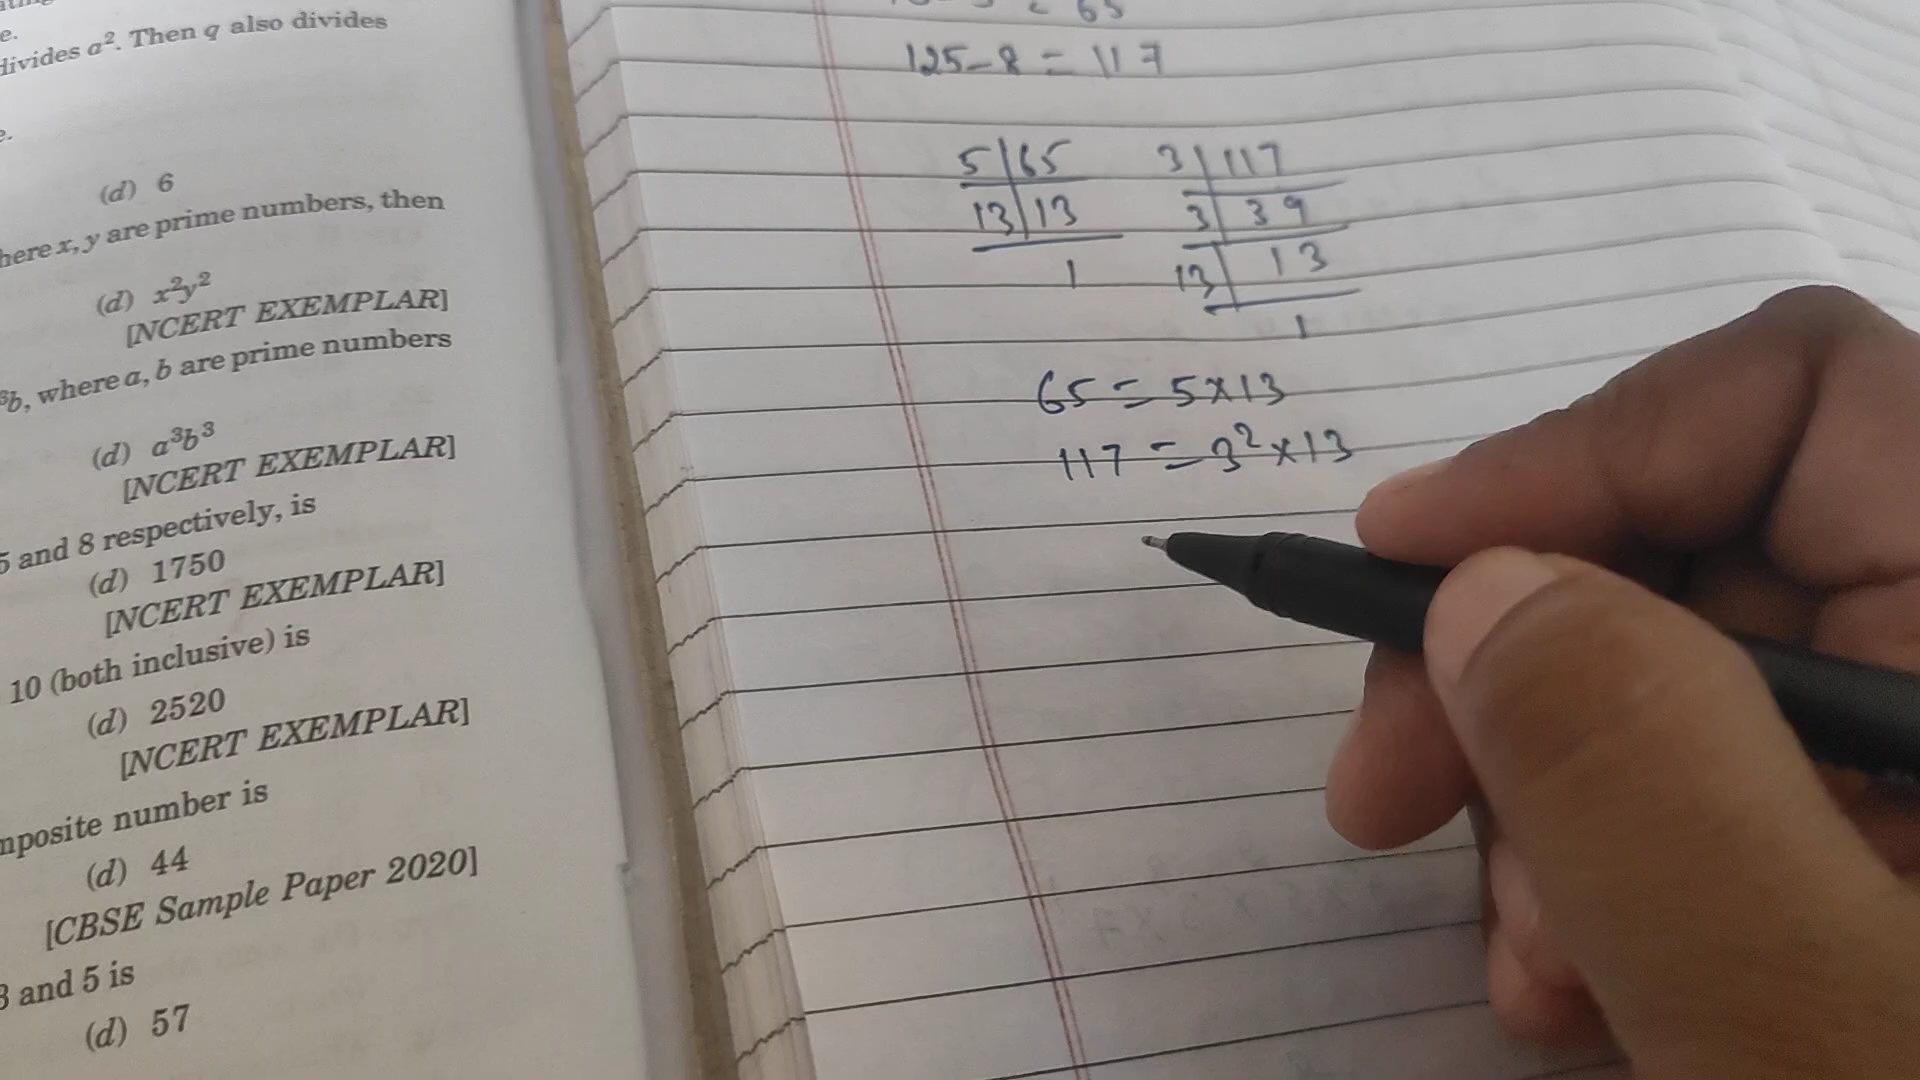 e.
divides a². Then q also divides
e.
(d) 6
here x, y are prime numbers, then
(d) x²y²
[NCERT EXEMPLAR]
³b, where a, b are prime numbers
(d) a³b³
[NCERT EXEMPLAR]
5 and 8 respectively, is
(d) 1750
[NCERT EXEMPLAR]
10 (both inclusive) is
(d) 2520
[NCERT EXEMPLAR]
mposite number is
(d) 44
[CBSE Sample Paper 2020]
3 and 5 is
(d) 57
65
125-8 = 117
5|65 3|117
13|13 3|39
1 13|13
1
65 = 5×13
117 = 3²×13